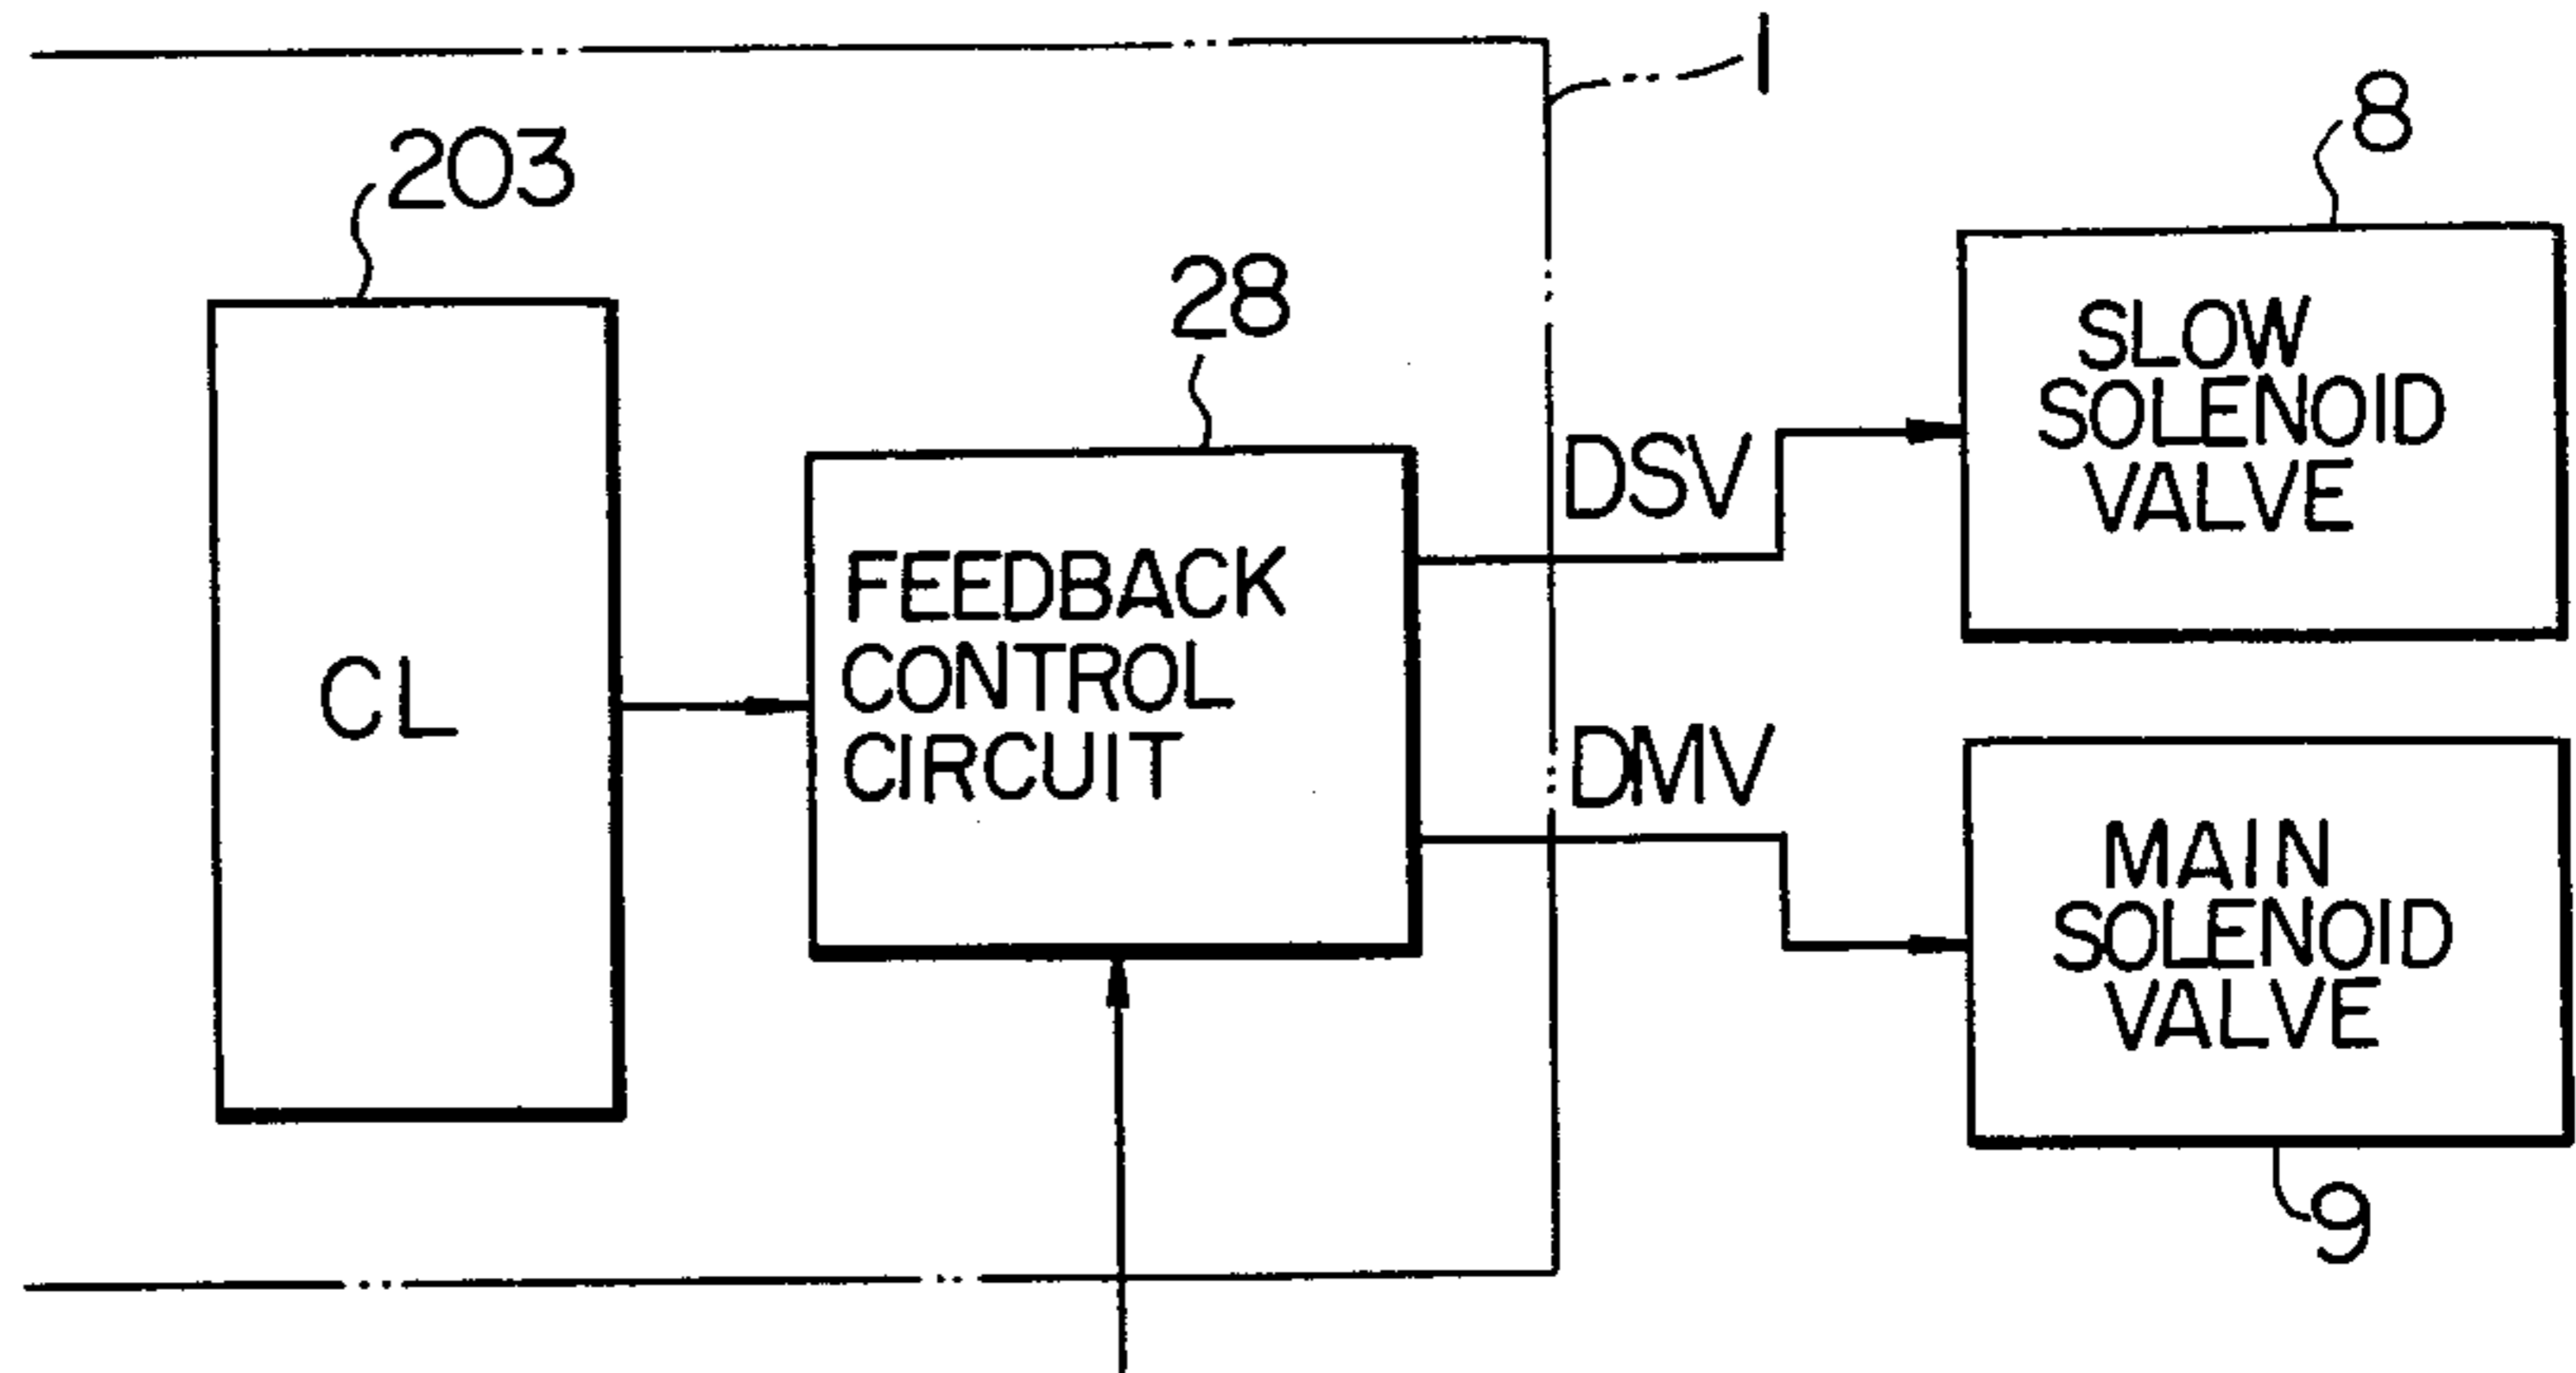 1
8
203
28
SLOW
SOLENOID
VALVE
DSV
FEEDBACK
CONTROL
CIRCUIT
CL
DMV
MAIN
SOLENOID
VALVE
9